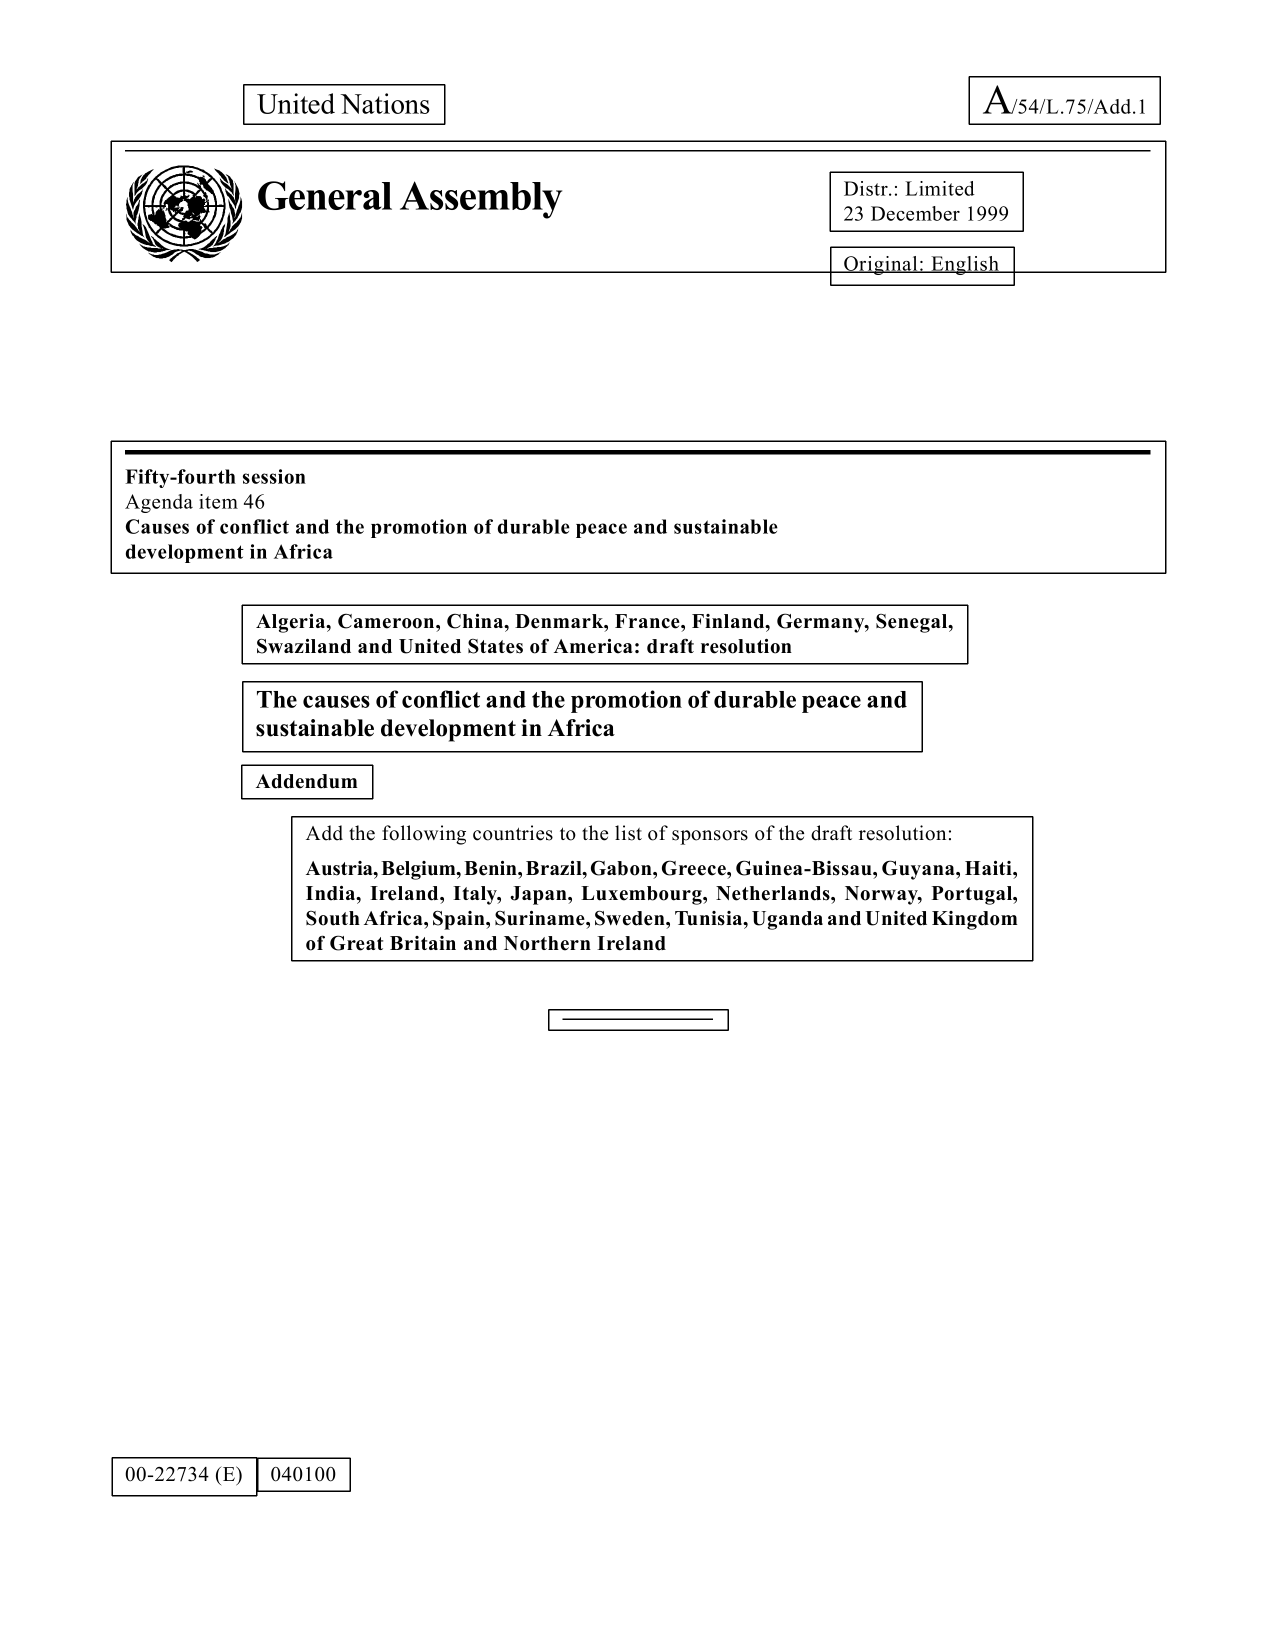 United Nations
A/54/L.75/Add.1
General Assembly
Distr.: Limited
23 December 1999
Original: English
Fifty-fourth session
Agenda item 46
Causes of conflict and the promotion of durable peace and sustainable
development in Africa
Algeria, Cameroon, China, Denmark, France, Finland, Germany, Senegal,
Swaziland and United States of America: draft resolution
The causes of conflict and the promotion of durable peace and
sustainable development in Africa
Addendum
Add the following countries to the list of sponsors of the draft resolution:
Austria, Belgium, Benin, Brazil, Gabon, Greece, Guinea-Bissau, Guyana, Haiti,
India, Ireland, Italy, Japan, Luxembourg, Netherlands, Norway, Portugal,
South Africa, Spain, Suriname, Sweden, Tunisia, Uganda and United Kingdom
of Great Britain and Northern Ireland
00-22734 (E) 040100